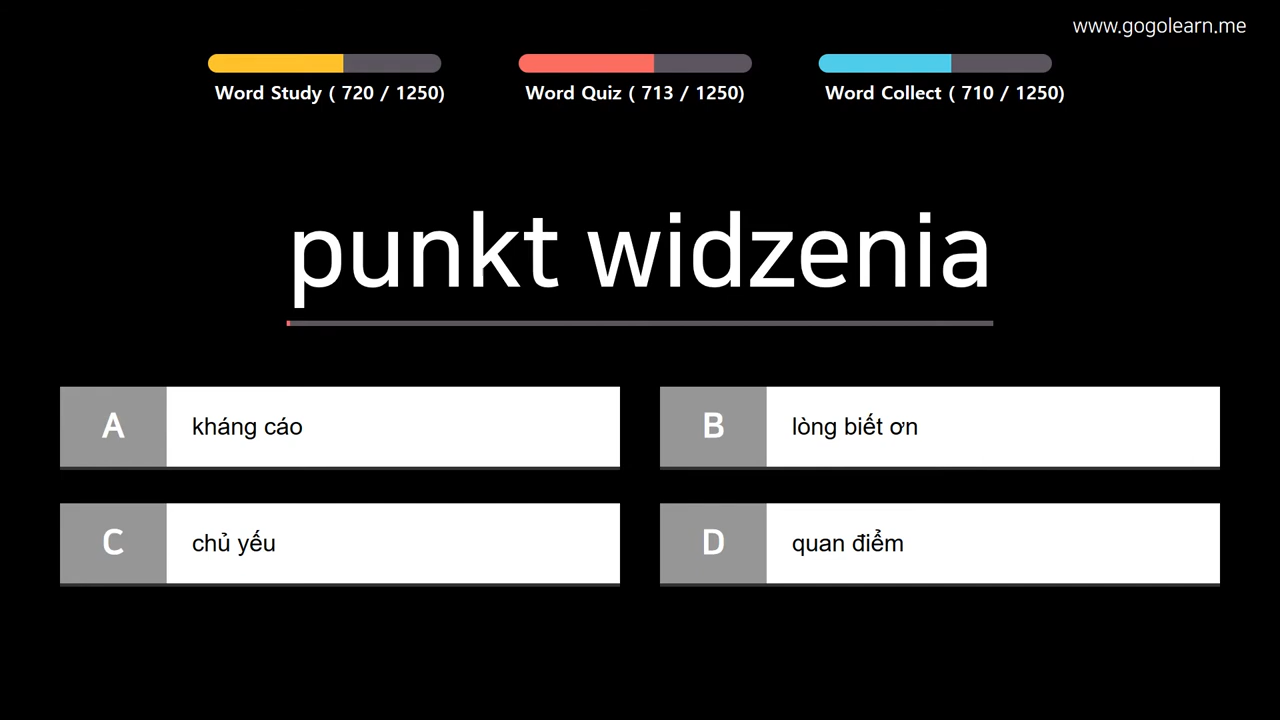 www.gogolearn.me
Word Study ( 720 / 1250)
Word Quiz ( 713 / 1250)
Word Collect ( 710 / 1250)
punkt widzenia
A
kháng cáo
B
lòng biết ơn
C
chủ yếu
D
quan điểm